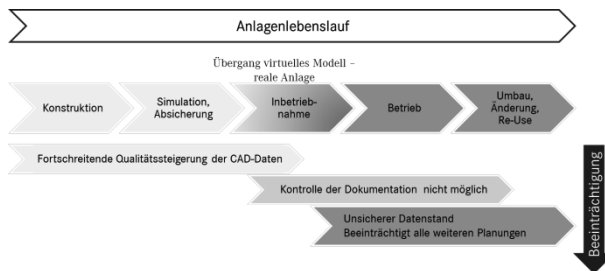 Anlagenlebenslauf
Übergang virtuelles Modell –
reale Anlage
Konstruktion
Simulation,
Absicherung
Inbetrieb-
nahme
Betrieb
Umbau,
Änderung,
Re-Use
Fortschreitende Qualitätssteigerung der CAD-Daten
Kontrolle der Dokumentation nicht möglich
Unsicherer Datenstand
Beeinträchtigt alle weiteren Planungen
Beeinträchtigung